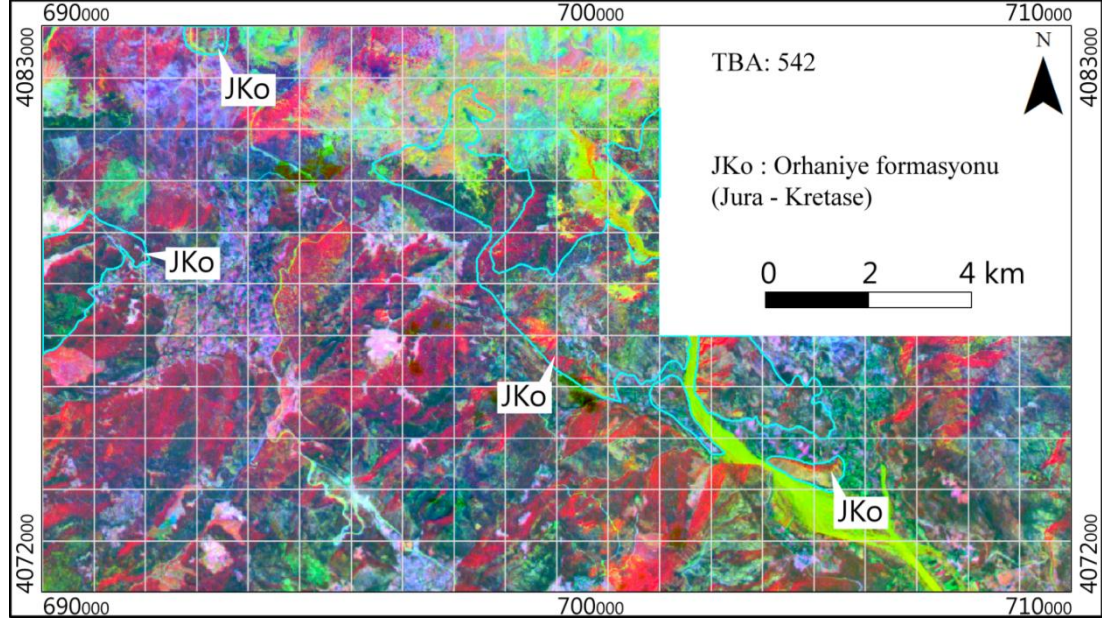 690000
700000
710000
4083000
4083000
TBA: 542
N
JKo : Orhaniye formasyonu
(Jura - Kretase)
0 2 4 km
JKo
JKo
JKo
JKo
4072000
4072000
690000
700000
710000